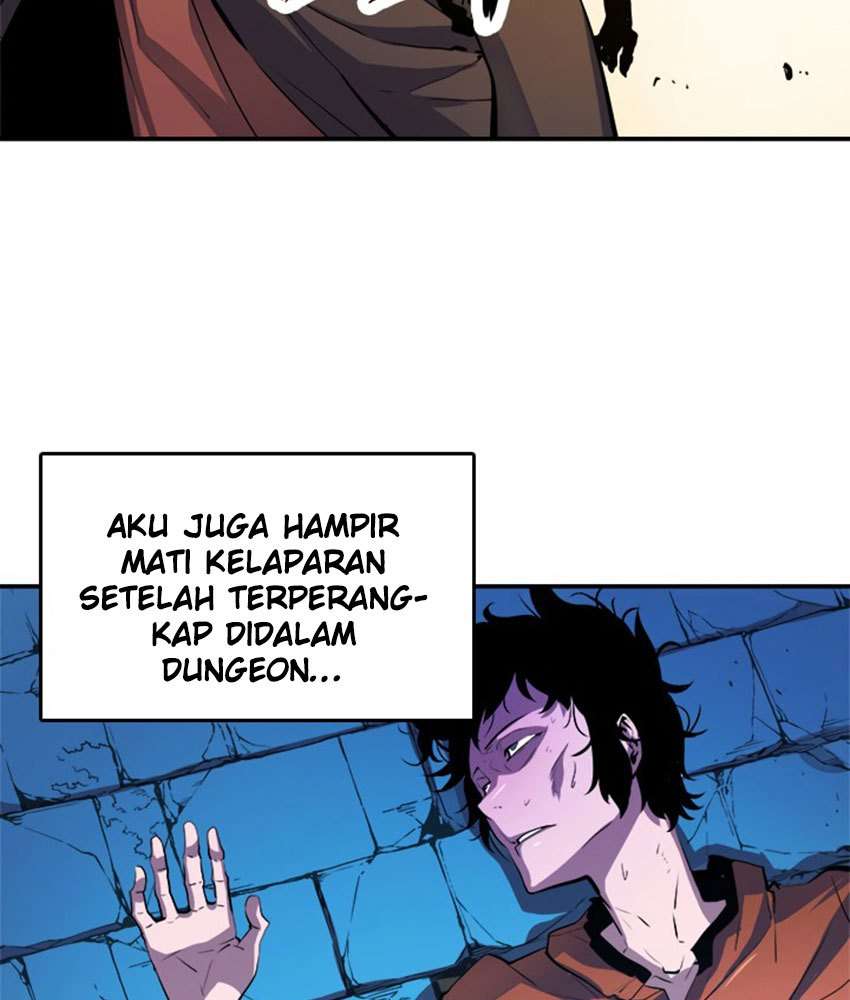 AKU JUGA HAMPIR
MATI KELAPARAN
SETELAH TERPERANG-
KAP DIDALAM
DUNGEON...